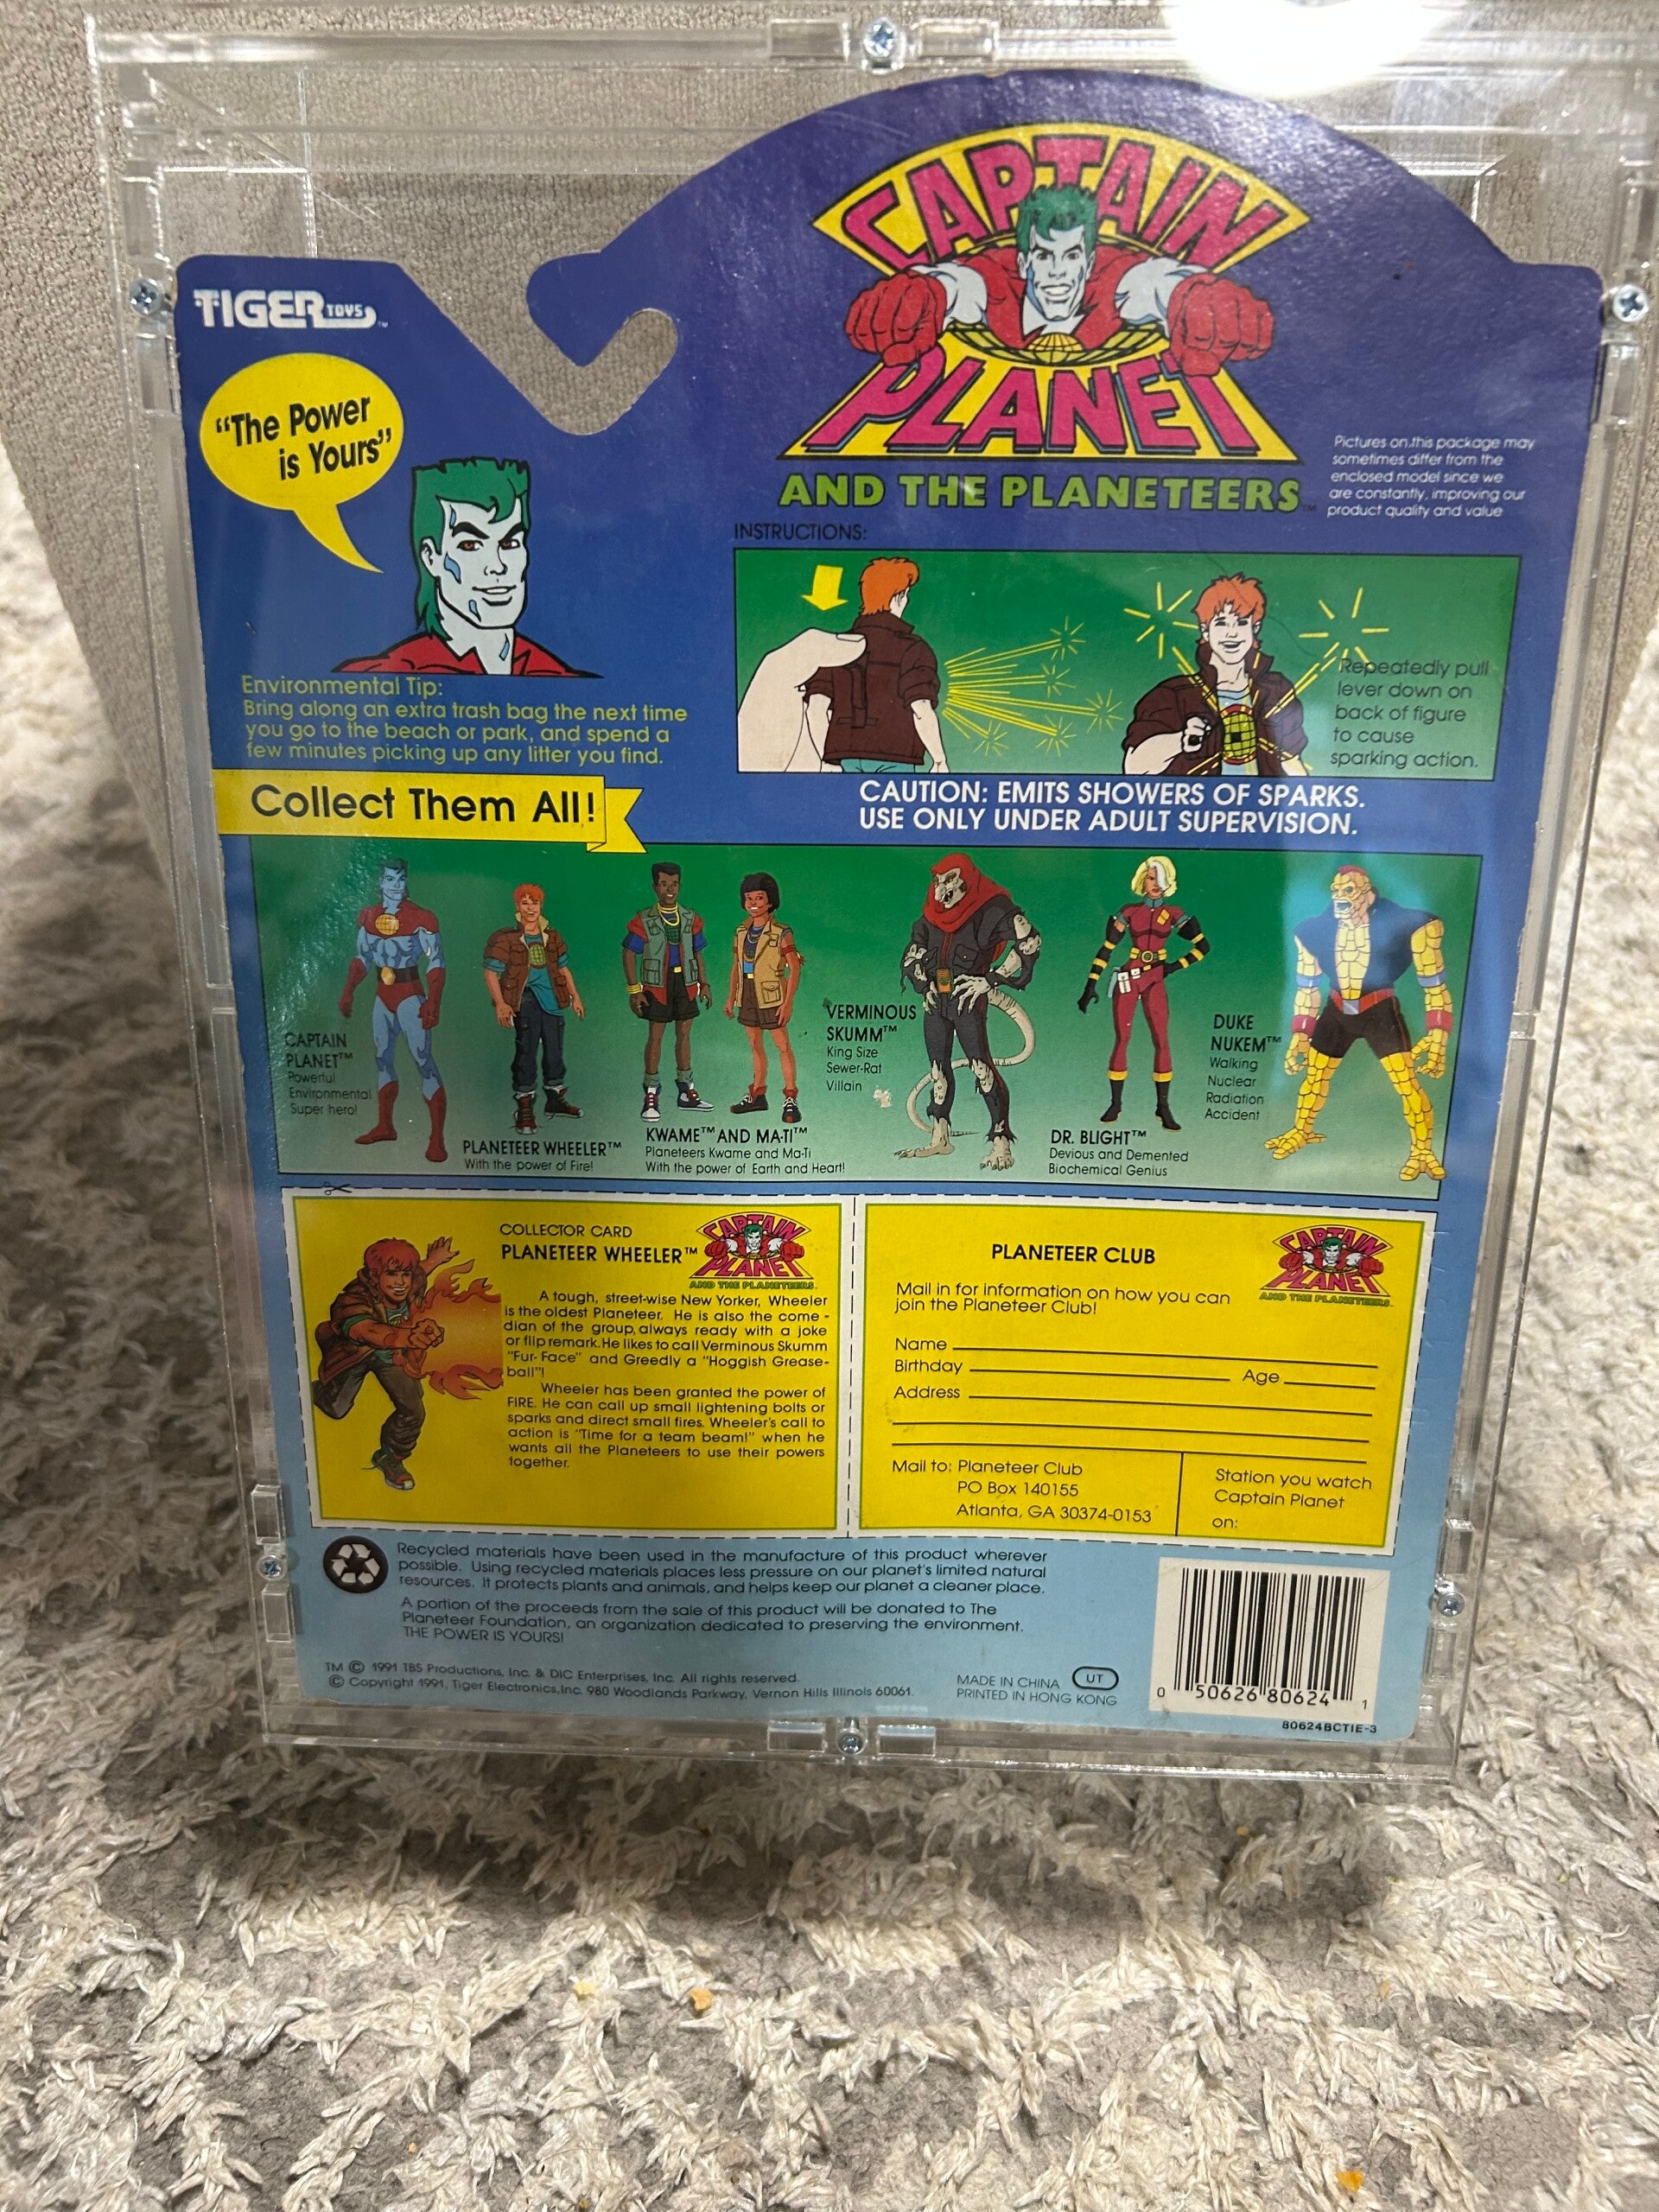 TIGER TOYS™
"The Power
is Yours"
CAPTAIN
PLANET
AND THE PLANETEERS™
Pictures on this package may
sometimes differ from the
enclosed model since we
are constantly, improving our
product quality and value
INSTRUCTIONS:
Repeatedly pull
lever down on
back of figure
to cause
sparking action.
CAUTION: EMITS SHOWERS OF SPARKS.
USE ONLY UNDER ADULT SUPERVISION.
Environmental Tip:
Bring along an extra trash bag the next time
you go to the beach or park, and spend a
few minutes picking up any litter you find.
Collect Them All!
CAPTAIN
PLANET™
Powerful
Environmental
Super hero!
PLANETEER WHEELER™
With the power of Fire!
KWAME™ AND MA-TI™
Planeteers Kwame and Ma-Ti
With the power of Earth and Heart!
VERMINOUS
SKUMM™
King Size
Sewer-Rat
Villain
DR. BLIGHT™
Devious and Demented
Biochemical Genius
DUKE
NUKEM™
Walking
Nuclear
Radiation
Accident
COLLECTOR CARD
PLANETEER WHEELER™
CAPTAIN
PLANET
AND THE PLANETEERS.
A tough, street-wise New Yorker, Wheeler
is the oldest Planeteer. He is also the come -
dian of the group, always ready with a joke
or flip remark.He likes to call Verminous Skumm
"Fur- Face" and Greedly a "Hoggish Grease-
ball"!
Wheeler has been granted the power of
FIRE. He can call up small lightening bolts or
sparks and direct small fires. Wheeler's call to
action is "Time for a team beam!" when he
wants all the Planeteers to use their powers
together.
PLANETEER CLUB
CAPTAIN
PLANET
AND THE PLANETEERS.
Mail in for information on how you can
join the Planeteer Club!
Name
Birthday Age
Address
Mail to: Planeteer Club
PO Box 140155
Atlanta, GA 30374-0153
Station you watch
Captain Planet
on:
Recycled materials have been used in the manufacture of this product wherever
possible. Using recycled materials places less pressure on our planet's limited natural
resources. It protects plants and animals, and helps keep our planet a cleaner place.
A portion of the proceeds from the sale of this product will be donated to The
Planeteer Foundation, an organization dedicated to preserving the environment.
THE POWER IS YOURS!
TM © 1991 TBS Productions, Inc. & DIC Enterprises, Inc. All rights reserved.
© Copyright 1991, Tiger Electronics, Inc. 980 Woodlands Parkway, Vernon Hills Illinois 60061.
MADE IN CHINA UT
PRINTED IN HONG KONG
0 50626 80624 1
80624BCTIE-3